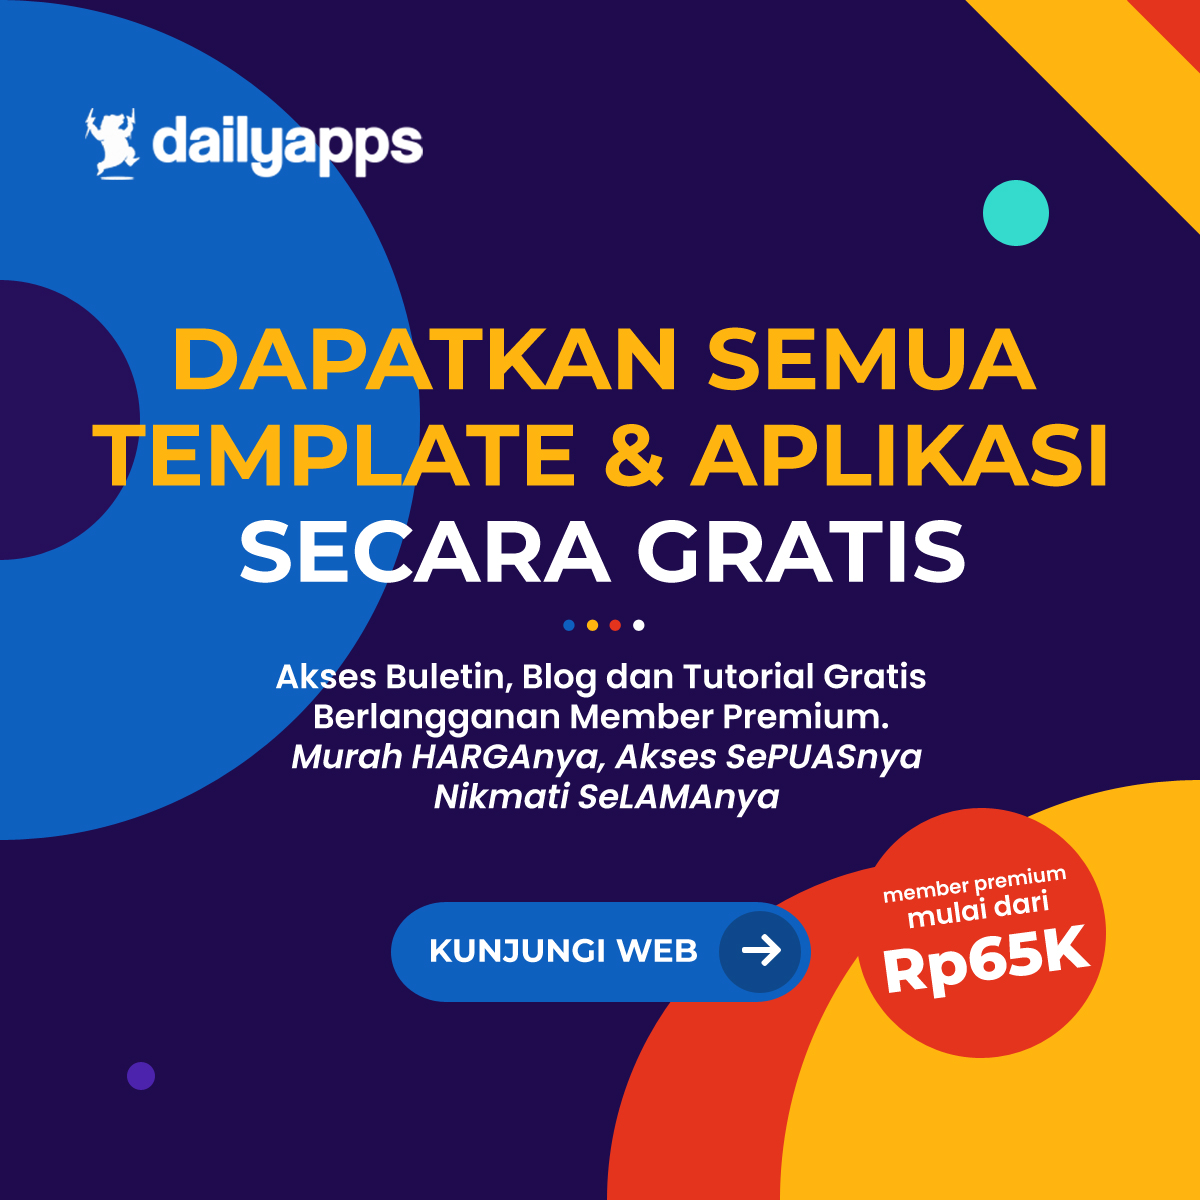 dailyapps
DAPATKAN SEMUA
TEMPLATE & APLIKASI
SECARA GRATIS
Akses Buletin, Blog dan Tutorial Gratis
Berlangganan Member Premium.
Murah HARGAnya, Akses SePUASnya
Nikmati SeLAMAnya
KUNJUNGI WEB
member premium
mulai dari
Rp65K